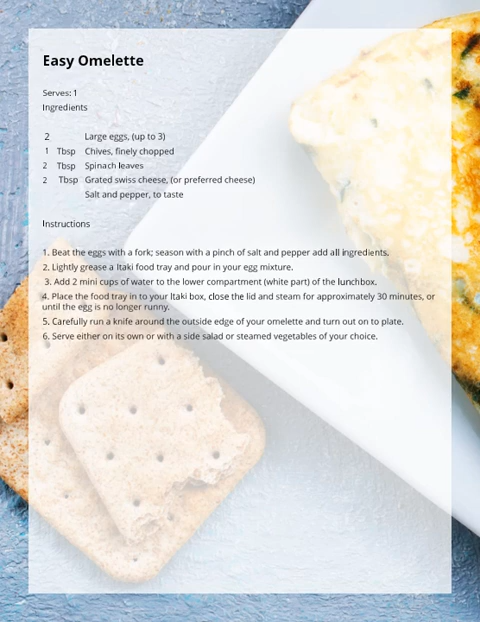 Easy Omelette
Serves: 1
Ingredients
2 Large eggs, (up to 3)
1 Tbsp Chives, finely chopped
2 Tbsp Spinach leaves
2 Tbsp Grated swiss cheese, (or preferred cheese)
Salt and pepper, to taste
Instructions
1. Beat the eggs with a fork; season with a pinch of salt and pepper add all ingredients.
2. Lightly grease a Itaki food tray and pour in your egg mixture.
3. Add 2 mini cups of water to the lower compartment (white part) of the lunchbox.
4. Place the food tray in to your Itaki box, close the lid and steam for approximately 30 minutes, or
until the egg is no longer runny.
5. Carefully run a knife around the outside edge of your omelette and turn out on to plate.
6. Serve either on its own or with a side salad or steamed vegetables of your choice.